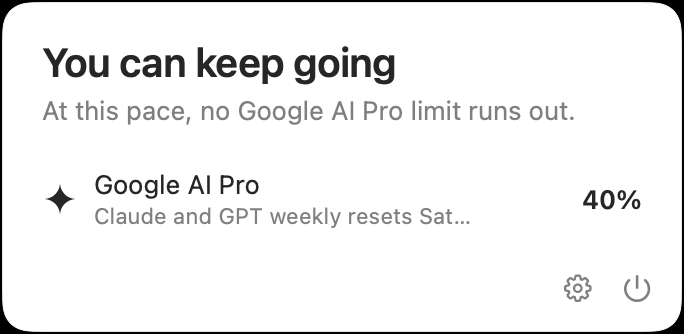 You can keep going
At this pace, no Google AI Pro limit runs out.
Google AI Pro
Claude and GPT weekly resets Sat...
40%